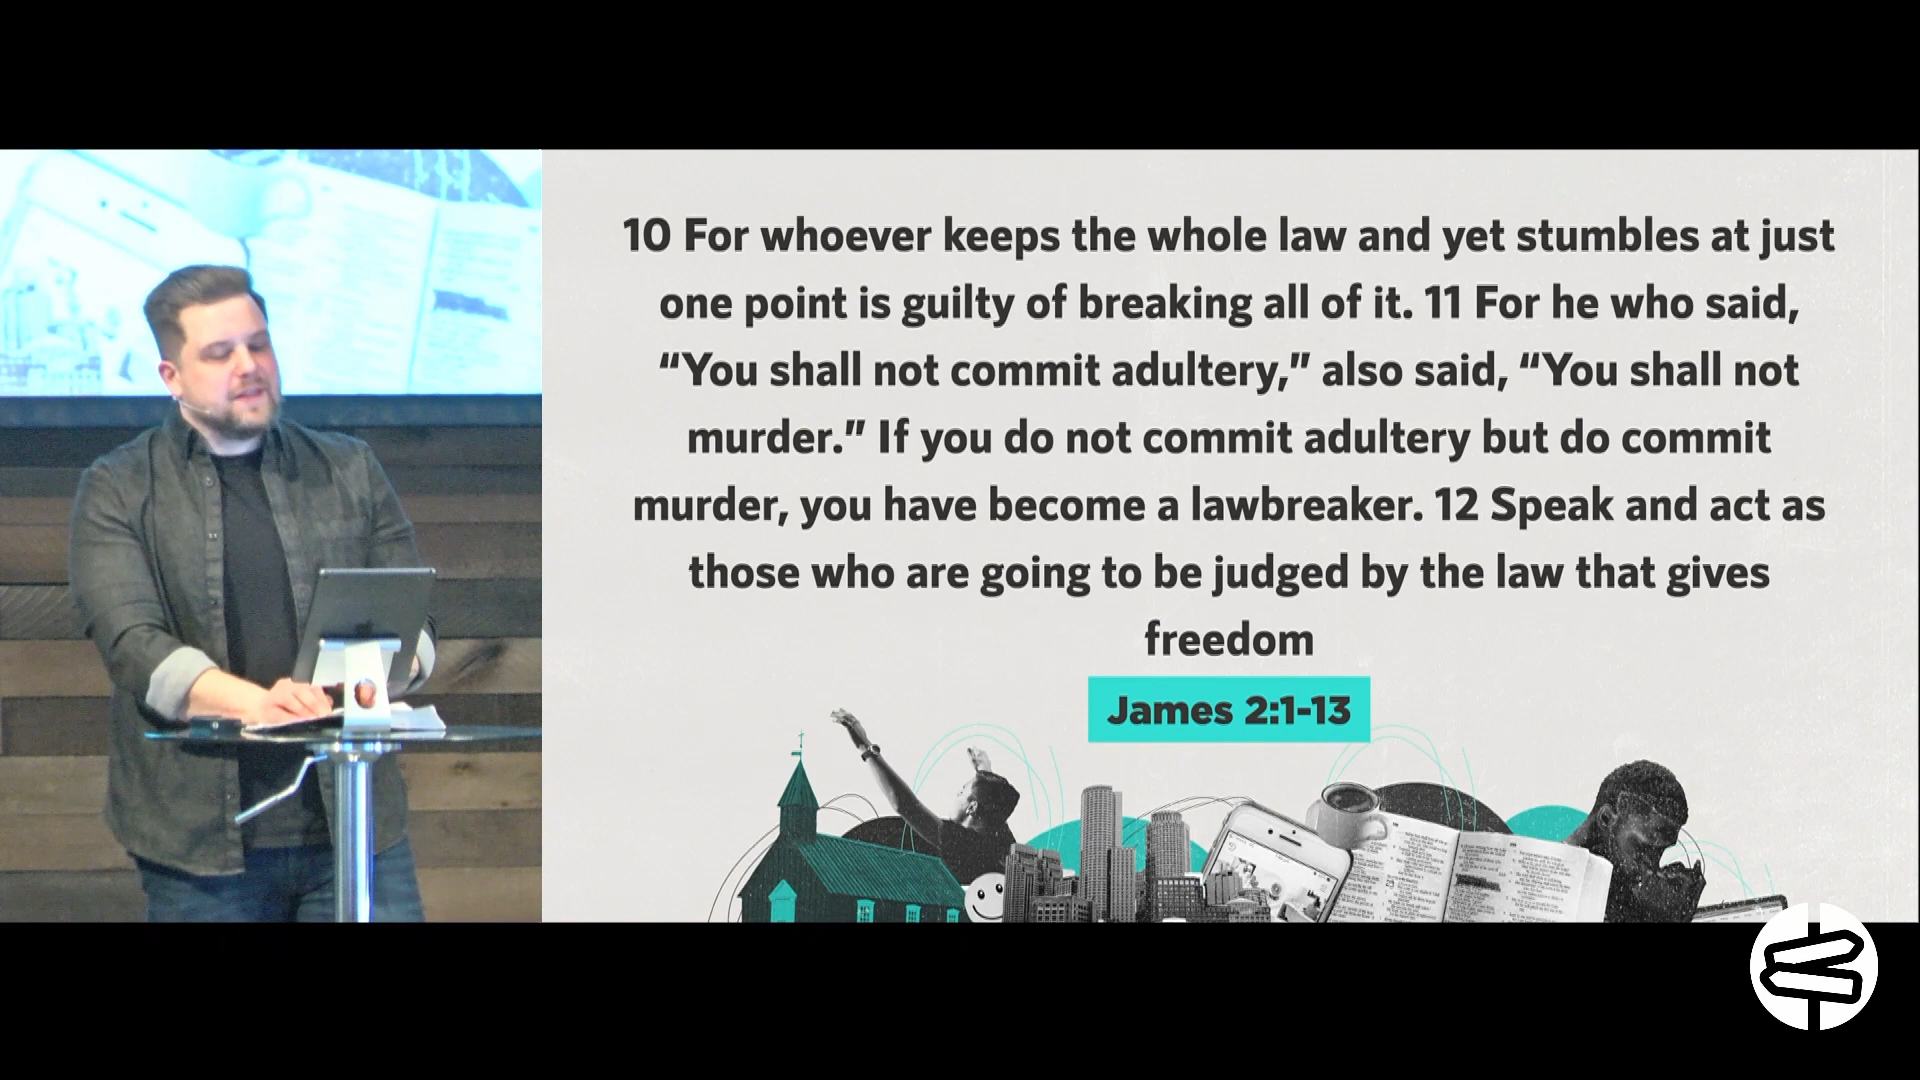 10 For whoever keeps the whole law and yet stumbles at just
one point is guilty of breaking all of it. 11 For he who said,
“You shall not commit adultery,” also said, “You shall not
murder.” If you do not commit adultery but do commit
murder, you have become a lawbreaker. 12 Speak and act as
those who are going to be judged by the law that gives
freedom
James 2:1-13